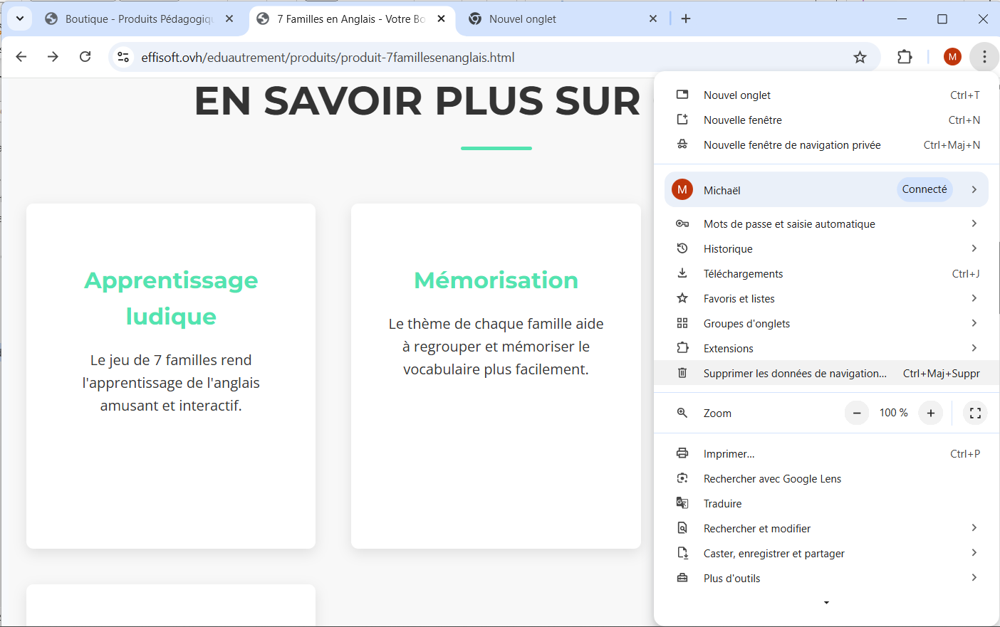 Boutique - Produits Pédagogiq
7 Familles en Anglais - Votre Bo
Nouvel onglet
effisoft.ovh/eduautrement/produits/produit-7famillesenanglais.html
M
EN SAVOIR PLUS SUR
Apprentissage
ludique
Le jeu de 7 familles rend
l'apprentissage de l'anglais
amusant et interactif.
Mémorisation
Le thème de chaque famille aide
à regrouper et mémoriser le
vocabulaire plus facilement.
Nouvel onglet Ctrl+T
Nouvelle fenêtre Ctrl+N
Nouvelle fenêtre de navigation privée Ctrl+Maj+N
M Michaël Connecté
Mots de passe et saisie automatique
Historique
Téléchargements Ctrl+J
Favoris et listes
Groupes d'onglets
Extensions
Supprimer les données de navigation... Ctrl+Maj+Suppr
Zoom − 100 % +
Imprimer... Ctrl+P
Rechercher avec Google Lens
Traduire
Rechercher et modifier
Caster, enregistrer et partager
Plus d'outils